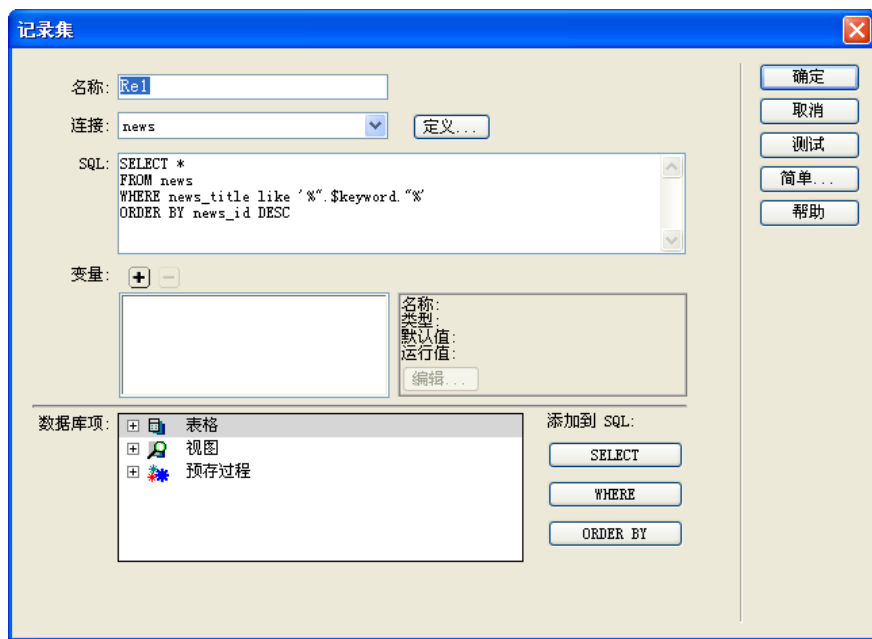 记录集
名称: Re1
确定
连接: news 定义...
取消
测试
SQL: SELECT *
FROM news
WHERE news_title like '%".$keyword."%'
ORDER BY news_id DESC
简单...
帮助
变量:
名称:
类型:
默认值:
运行值:
编辑...
数据库项: 表格
视图
预存过程
添加到 SQL:
SELECT
WHERE
ORDER BY